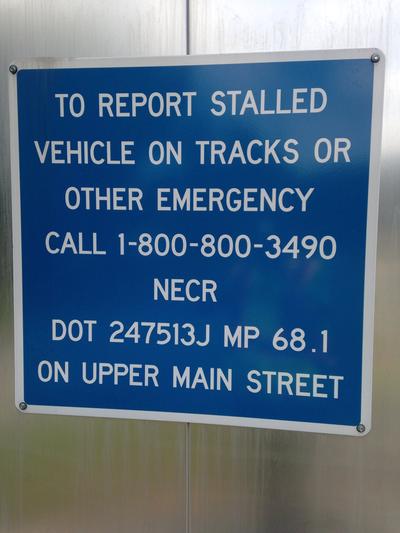 TO REPORT STALLED
VEHICLE ON TRACKS OR
OTHER EMERGENCY
CALL 1-800-800-3490
NECR
DOT 247513J MP 68.1
ON UPPER MAIN STREET